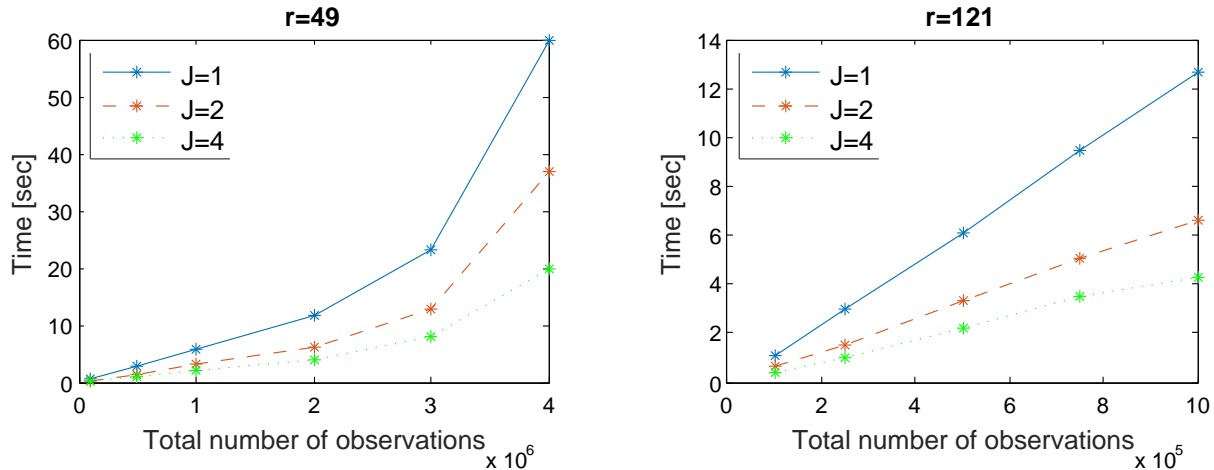 r=49
60
50
40
30
20
10
0
Time [sec]
J=1
J=2
J=4
0 1 2 3 4
Total number of observations
x 10^6
r=121
14
12
10
8
6
4
2
0
Time [sec]
J=1
J=2
J=4
0 2 4 6 8 10
Total number of observations
x 10^5